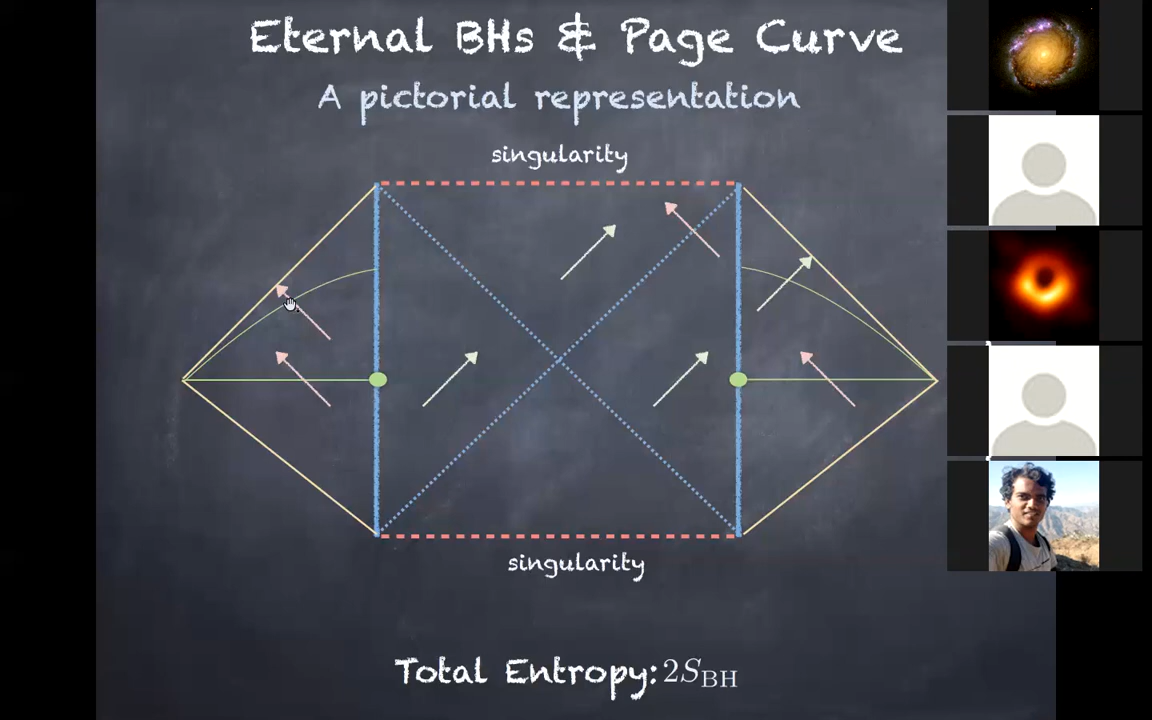 Eternal BHs & Page Curve
A pictorial representation
singularity
singularity
Total Entropy: 2S_BH